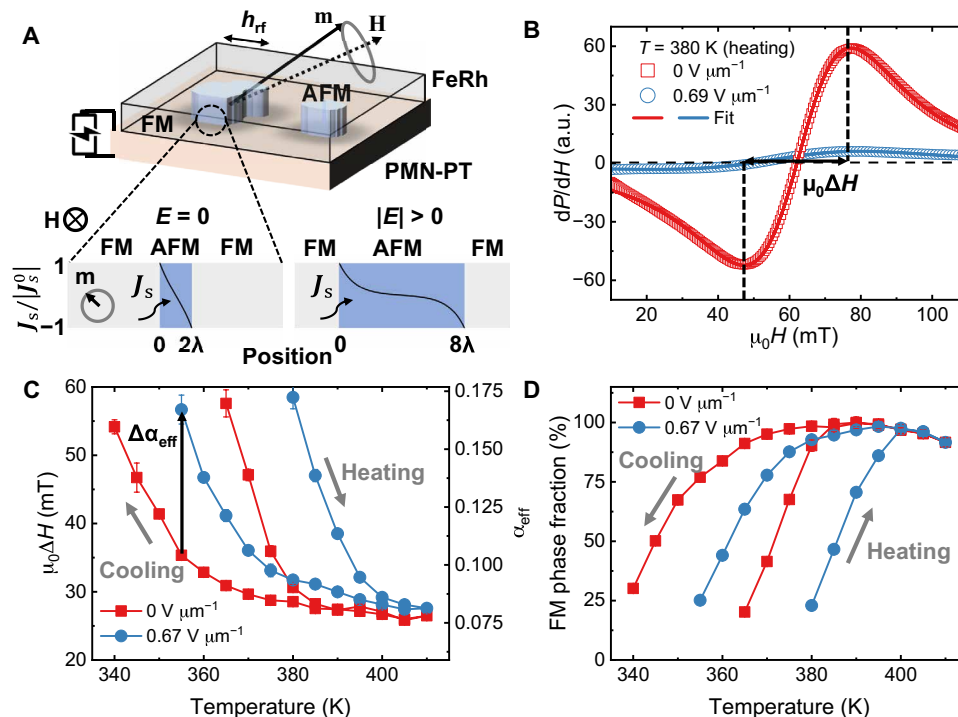 A
h_rf
m
H
FeRh
AFM
FM
PMN-PT
H
E = 0
|E| > 0
FM AFM FM
FM AFM FM
J_s/|J_s^0|
1
−1
m
J_s
J_s
0 2λ
Position
0 8λ
B
T = 380 K (heating)
0 V μm⁻¹
0.69 V μm⁻¹
Fit
μ₀ΔH
dP/dH (a.u.)
60
30
0
−30
−60
20 40 60 80 100
μ₀H (mT)
C
Δα_eff
Heating
Cooling
0 V μm⁻¹
0.67 V μm⁻¹
μ₀ΔH (mT)
60
50
40
30
20
α_eff
0.175
0.150
0.125
0.100
0.075
340 360 380 400
Temperature (K)
D
0 V μm⁻¹
0.67 V μm⁻¹
Cooling
Heating
FM phase fraction (%)
100
75
50
25
0
340 360 380 400
Temperature (K)